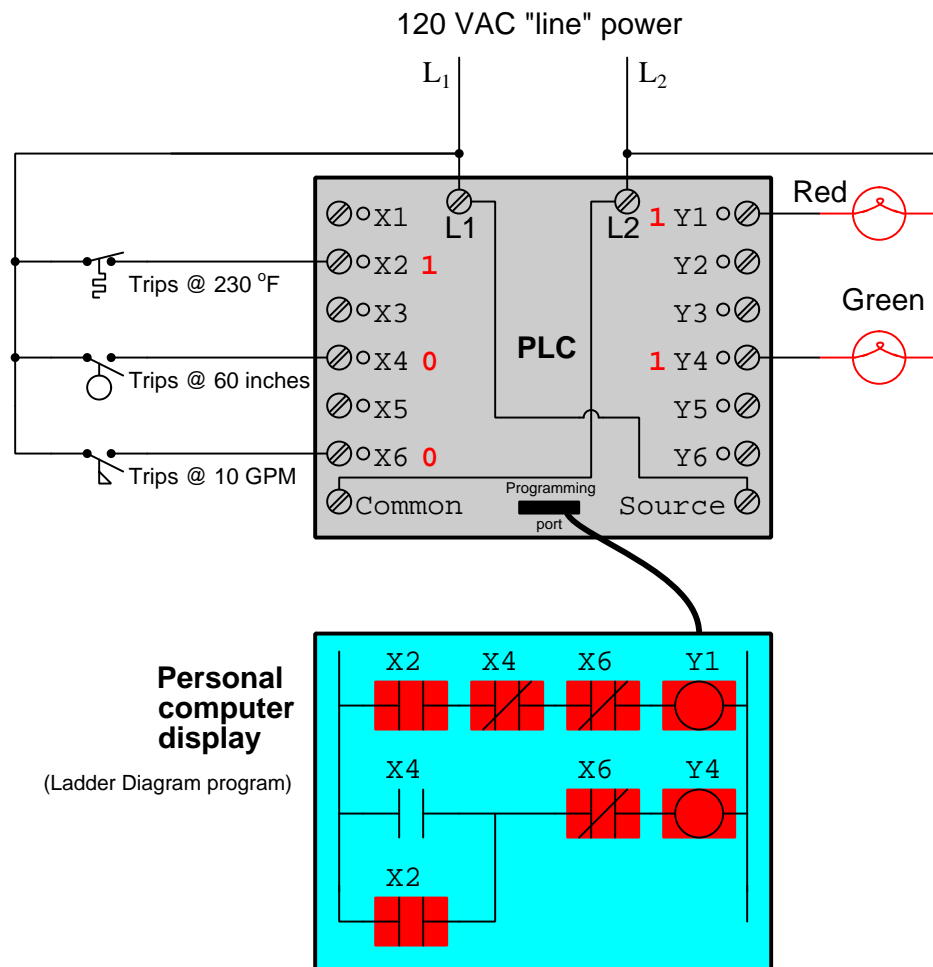 120 VAC "line" power
L1 L2
X1 L1 L2 1 Y1 Red
Trips @ 230 °F X2 1 Y2
X3 Y3 Green
Trips @ 60 inches X4 0 PLC 1 Y4
X5 Y5
Trips @ 10 GPM X6 0 Y6
Common Programming port Source
Personal computer display
(Ladder Diagram program)
X2 X4 X6 Y1
X4 X6 Y4
X2